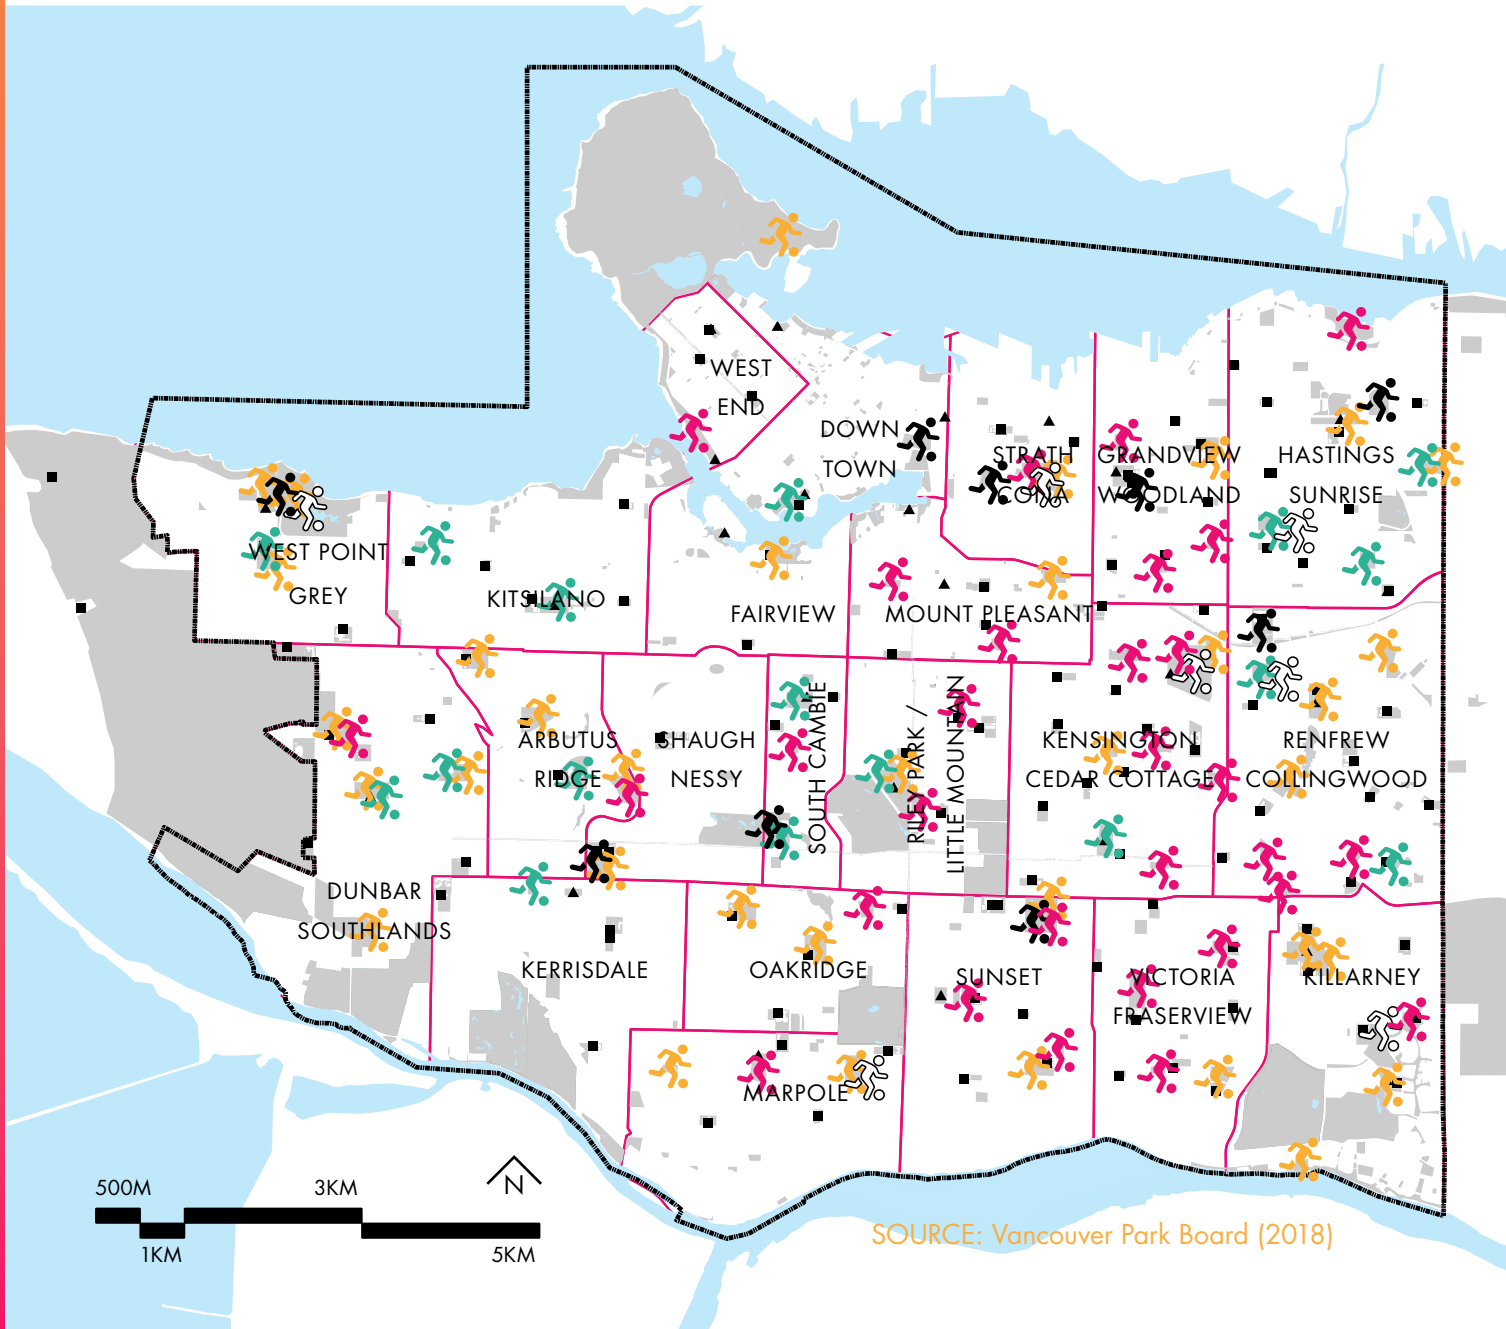 WEST
END
DOWN
TOWN
STRATH
CONA
GRANDVIEW
WOODLAND
HASTINGS
SUNRISE
WEST POINT
GREY
KITSILANO
FAIRVIEW
MOUNT PLEASANT
ARBUTUS
RIDGE
SHAUGH
NESSY
SOUTH CAMBIE
RILEY PARK /
LITTLE MOUNTAIN
KENSINGTON
CEDAR COTTAGE
RENFREW
COLLINGWOOD
DUNBAR
SOUTHLANDS
KERRISDALE
OAKRIDGE
SUNSET
VICTORIA
FRASERVIEW
KILLARNEY
MARPOLE
500M
3KM
N
1KM
5KM
SOURCE: Vancouver Park Board (2018)